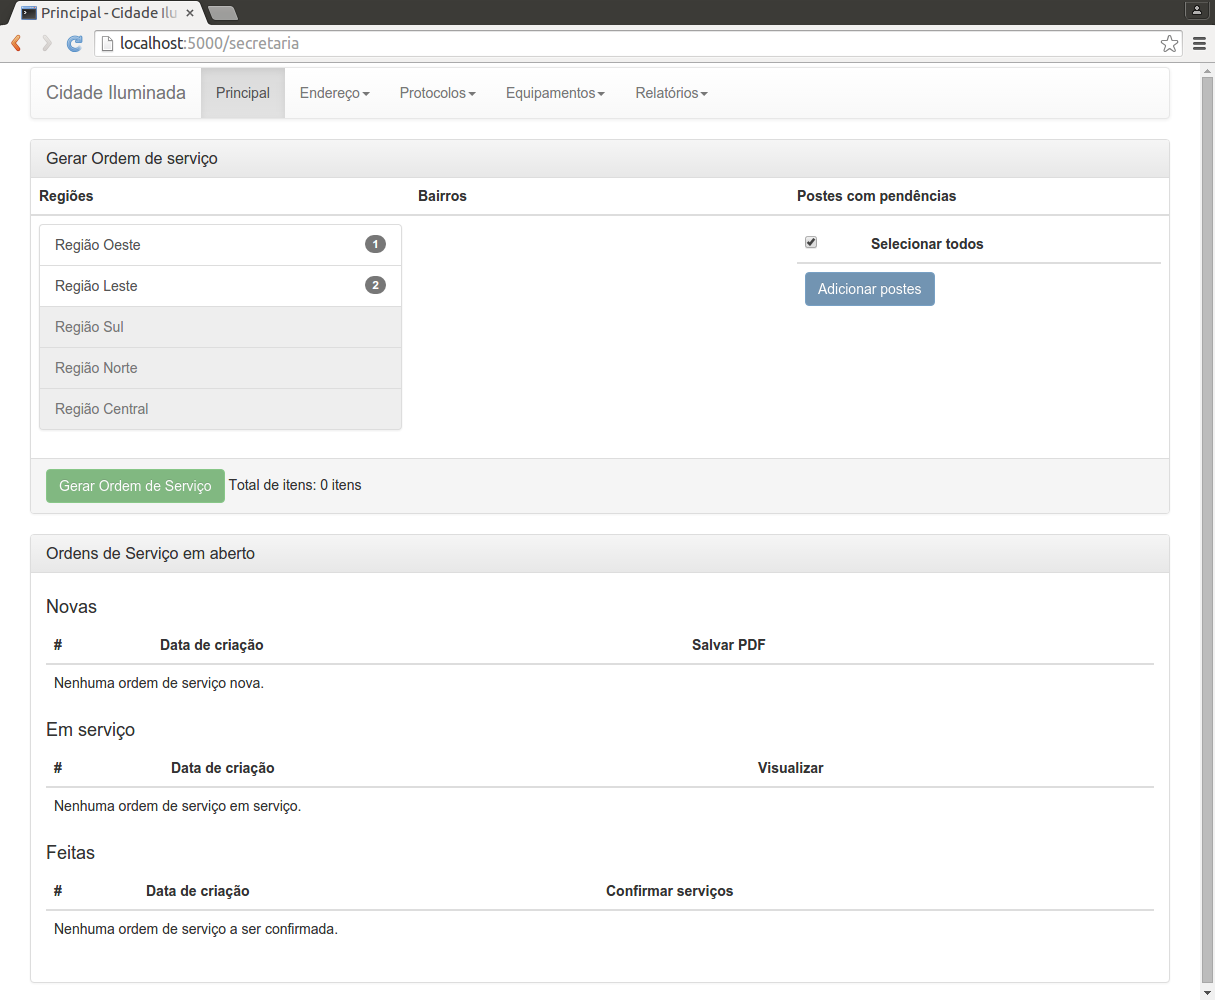 Principal - Cidade Ilu
localhost:5000/secretaria
Cidade Iluminada Principal Endereço Protocolos Equipamentos Relatórios
Gerar Ordem de serviço
Regiões Bairros Postes com pendências
Região Oeste 1
Selecionar todos
Região Leste 2
Adicionar postes
Região Sul
Região Norte
Região Central
Gerar Ordem de Serviço Total de itens: 0 itens
Ordens de Serviço em aberto
Novas
# Data de criação Salvar PDF
Nenhuma ordem de serviço nova.
Em serviço
# Data de criação Visualizar
Nenhuma ordem de serviço em serviço.
Feitas
# Data de criação Confirmar serviços
Nenhuma ordem de serviço a ser confirmada.